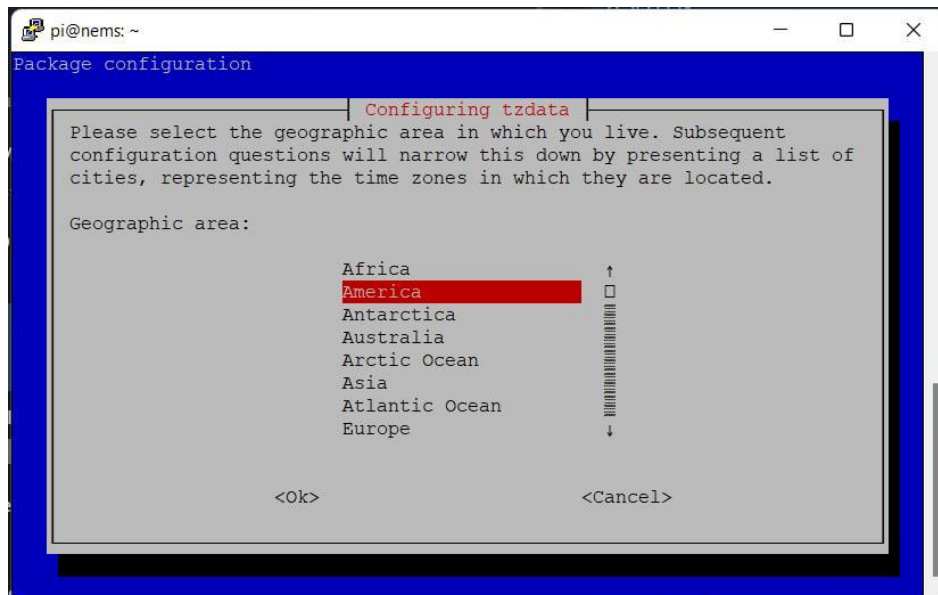 pi@nems: ~
Package configuration
Configuring tzdata
Please select the geographic area in which you live. Subsequent
configuration questions will narrow this down by presenting a list of
cities, representing the time zones in which they are located.
Geographic area:
Africa
America
Antarctica
Australia
Arctic Ocean
Asia
Atlantic Ocean
Europe
<Ok> <Cancel>